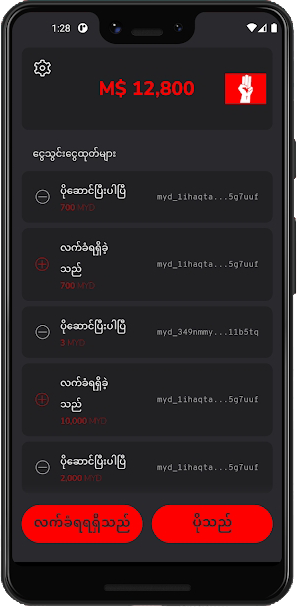 1:28
M$ 12,800
ငွေသွင်းငွေထုတ်များ
ပိုဆောင်ပြီးပါပြီ
myd_1ihaqta...5g7uuf
700 MYD
လက်ခံရရှိခဲ့
သည်
myd_1ihaqta...5g7uuf
700 MYD
ပိုဆောင်ပြီးပါပြီ
myd_349nmmy...11b5tq
3 MYD
လက်ခံရရှိခဲ့
သည်
myd_1ihaqta...5g7uuf
10,000 MYD
ပိုဆောင်ပြီးပါပြီ
myd_1ihaqta...5g7uuf
2,000 MYD
လက်ခံရရှိသည်
ပိုသည်